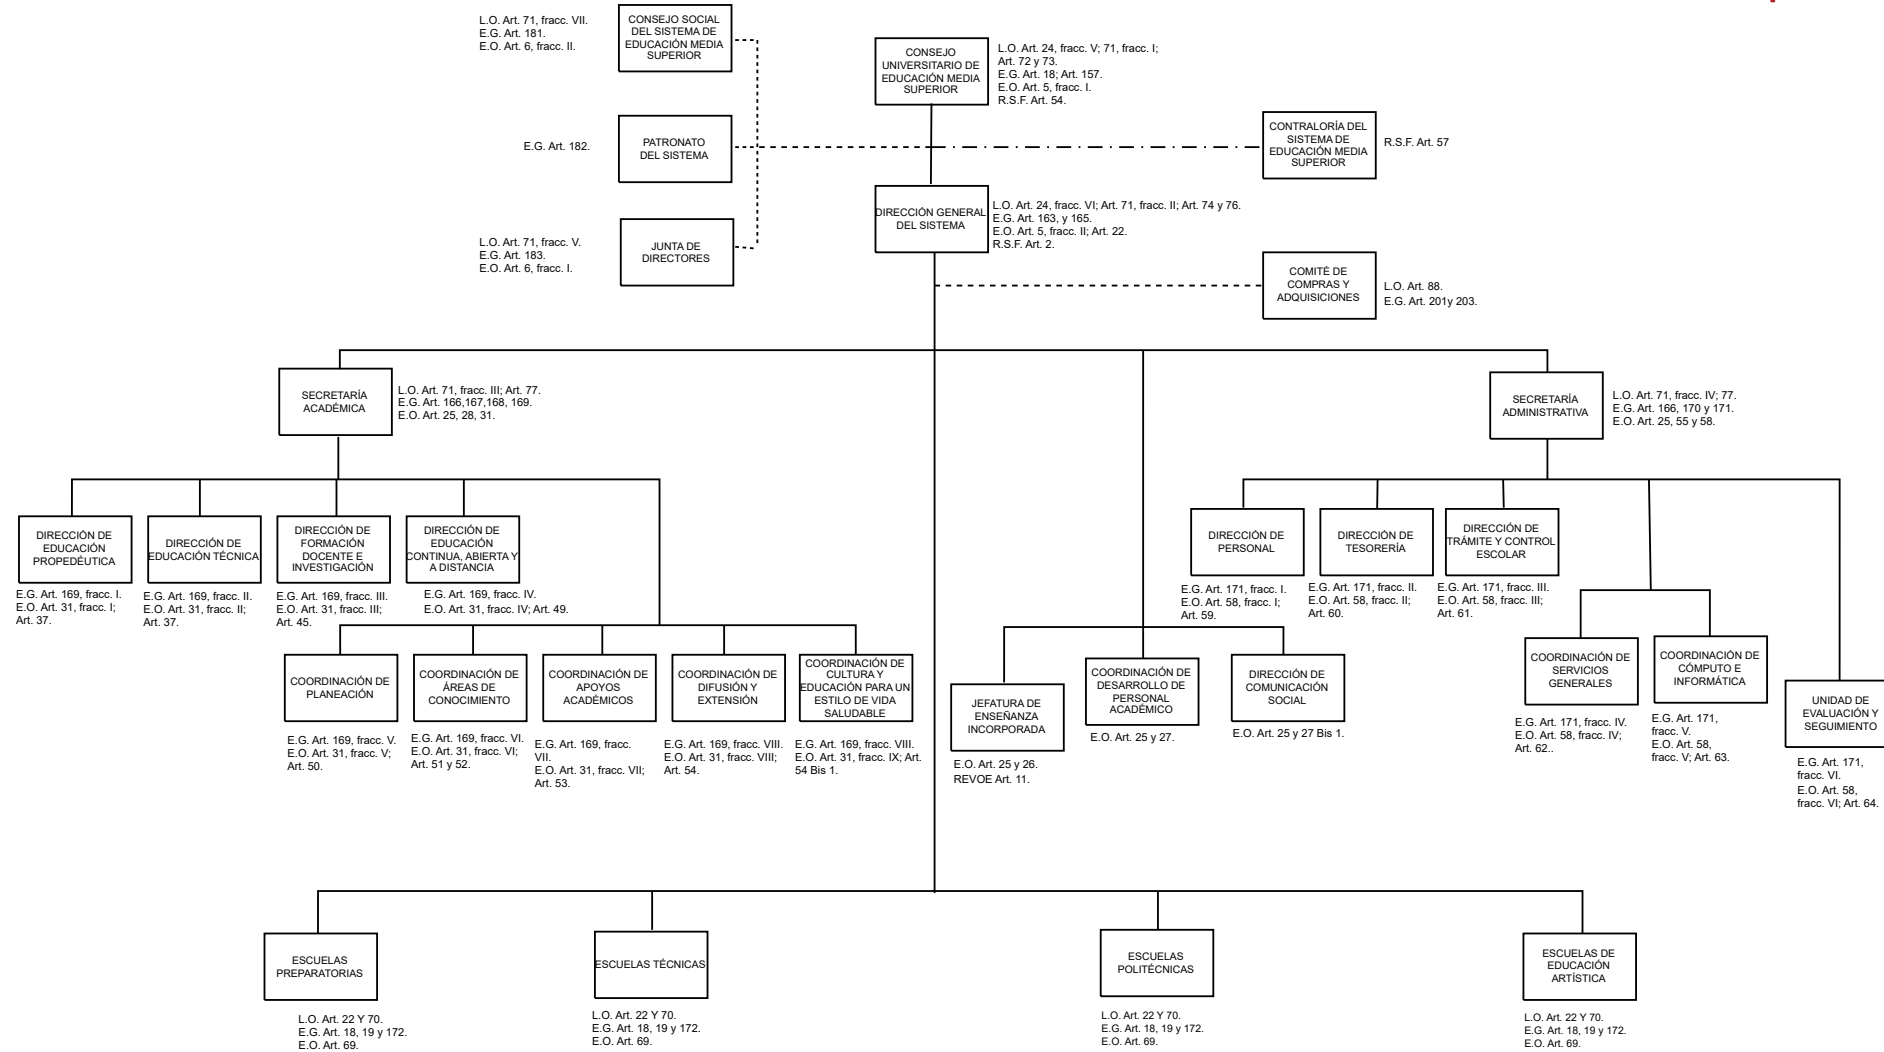 L.O. Art. 71, fracc. VII.
E.G. Art. 181.
E.O. Art. 6, fracc. II.
CONSEJO SOCIAL
DEL SISTEMA DE
EDUCACIÓN MEDIA
SUPERIOR
CONSEJO
UNIVERSITARIO DE
EDUCACIÓN MEDIA
SUPERIOR
L.O. Art. 24, fracc. V; 71, fracc. I;
Art. 72 y 73.
E.G. Art. 18; Art. 157.
E.O. Art. 5, fracc. I.
R.S.F. Art. 54.
E.G. Art. 182.
PATRONATO
DEL SISTEMA
CONTRALORÍA DEL
SISTEMA DE
EDUCACIÓN MEDIA
SUPERIOR
R.S.F. Art. 57
DIRECCIÓN GENERAL
DEL SISTEMA
L.O. Art. 24, fracc. VI; Art. 71, fracc. II; Art. 74 y 76.
E.G. Art. 163, y 165.
E.O. Art. 5, fracc. II; Art. 22.
R.S.F. Art. 2.
L.O. Art. 71, fracc. V.
E.G. Art. 183.
E.O. Art. 6, fracc. I.
JUNTA DE
DIRECTORES
COMITÉ DE
COMPRAS Y
ADQUISICIONES
L.O. Art. 88.
E.G. Art. 201y 203.
SECRETARÍA
ACADÉMICA
L.O. Art. 71, fracc. III; Art. 77.
E.G. Art. 166,167,168, 169.
E.O. Art. 25, 28, 31.
SECRETARÍA
ADMINISTRATIVA
L.O. Art. 71, fracc. IV; 77.
E.G. Art. 166, 170 y 171.
E.O. Art. 25, 55 y 58.
DIRECCIÓN DE
EDUCACIÓN
PROPEDÉUTICA
E.G. Art. 169, fracc. I.
E.O. Art. 31, fracc. I;
Art. 37.
DIRECCIÓN DE
EDUCACIÓN TÉCNICA
E.G. Art. 169, fracc. II.
E.O. Art. 31, fracc. II;
Art. 37.
DIRECCIÓN DE
FORMACIÓN
DOCENTE E
INVESTIGACIÓN
E.G. Art. 169, fracc. III.
E.O. Art. 31, fracc. III;
Art. 45.
DIRECCIÓN DE
EDUCACIÓN
CONTINUA, ABIERTA Y
A DISTANCIA
E.G. Art. 169, fracc. IV.
E.O. Art. 31, fracc. IV; Art. 49.
DIRECCIÓN DE
PERSONAL
E.G. Art. 171, fracc. I.
E.O. Art. 58, fracc. I;
Art. 59.
DIRECCIÓN DE
TESORERÍA
E.G. Art. 171, fracc. II.
E.O. Art. 58, fracc. II;
Art. 60.
DIRECCIÓN DE
TRÁMITE Y CONTROL
ESCOLAR
E.G. Art. 171, fracc. III.
E.O. Art. 58, fracc. III;
Art. 61.
COORDINACIÓN DE
PLANEACIÓN
E.G. Art. 169, fracc. V.
E.O. Art. 31, fracc. V;
Art. 50.
COORDINACIÓN DE
ÁREAS DE
CONOCIMIENTO
E.G. Art. 169, fracc. VI.
E.O. Art. 31, fracc. VI;
Art. 51 y 52.
COORDINACIÓN DE
APOYOS
ACADÉMICOS
E.G. Art. 169, fracc.
VII.
E.O. Art. 31, fracc. VII;
Art. 53.
COORDINACIÓN DE
DIFUSIÓN Y
EXTENSIÓN
E.G. Art. 169, fracc. VIII.
E.O. Art. 31, fracc. VIII;
Art. 54.
COORDINACIÓN DE
CULTURA Y
EDUCACIÓN PARA UN
ESTILO DE VIDA
SALUDABLE
E.G. Art. 169, fracc. VIII.
E.O. Art. 31, fracc. IX; Art.
54 Bis 1.
JEFATURA DE
ENSEÑANZA
INCORPORADA
E.O. Art. 25 y 26.
REVOE Art. 11.
COORDINACIÓN DE
DESARROLLO DE
PERSONAL
ACADÉMICO
E.O. Art. 25 y 27.
DIRECCIÓN DE
COMUNICACIÓN
SOCIAL
E.O. Art. 25 y 27 Bis 1.
COORDINACIÓN DE
SERVICIOS
GENERALES
E.G. Art. 171, fracc. IV.
E.O. Art. 58, fracc. IV;
Art. 62..
COORDINACIÓN DE
CÓMPUTO E
INFORMÁTICA
E.G. Art. 171,
fracc. V.
E.O. Art. 58,
fracc. V; Art. 63.
UNIDAD DE
EVALUACIÓN Y
SEGUIMIENTO
E.G. Art. 171,
fracc. VI.
E.O. Art. 58,
fracc. VI; Art. 64.
ESCUELAS
PREPARATORIAS
L.O. Art. 22 Y 70.
E.G. Art. 18, 19 y 172.
E.O. Art. 69.
ESCUELAS TÉCNICAS
L.O. Art. 22 Y 70.
E.G. Art. 18, 19 y 172.
E.O. Art. 69.
ESCUELAS
POLITÉCNICAS
L.O. Art. 22 Y 70.
E.G. Art. 18, 19 y 172.
E.O. Art. 69.
ESCUELAS DE
EDUCACIÓN
ARTÍSTICA
L.O. Art. 22 Y 70.
E.G. Art. 18, 19 y 172.
E.O. Art. 69.